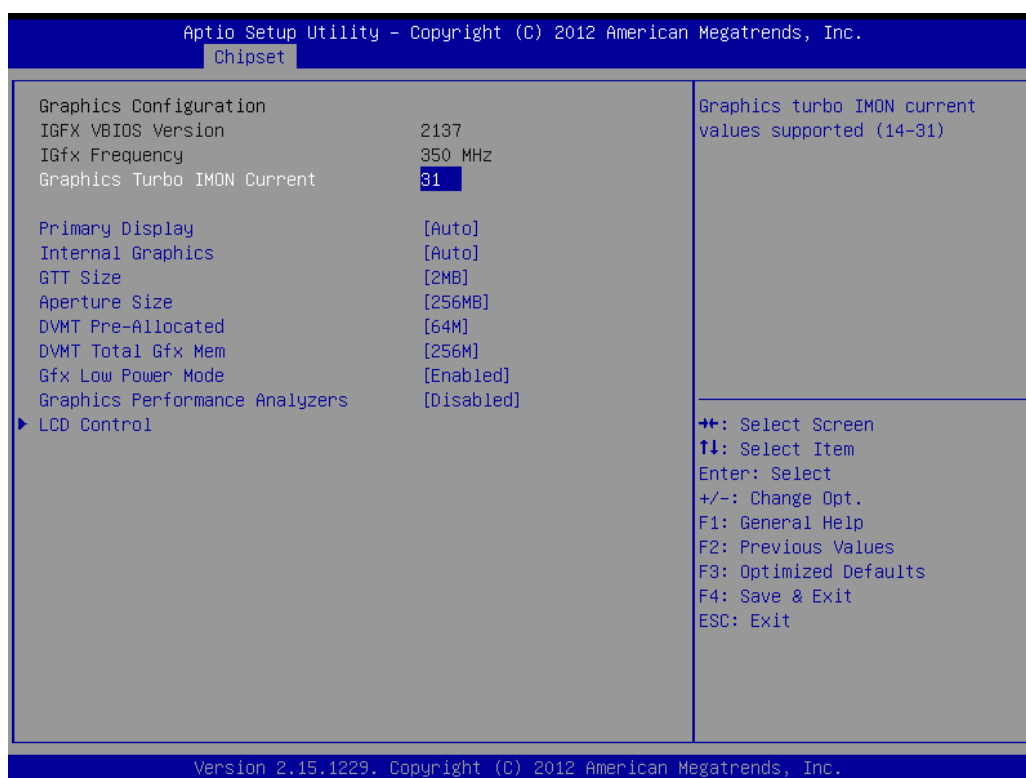 Aptio Setup Utility – Copyright (C) 2012 American Megatrends, Inc.
Chipset
Graphics Configuration
IGFX VBIOS Version 2137
IGfx Frequency 350 MHz
Graphics Turbo IMON Current 31
Primary Display [Auto]
Internal Graphics [Auto]
GTT Size [2MB]
Aperture Size [256MB]
DVMT Pre-Allocated [64M]
DVMT Total Gfx Mem [256M]
Gfx Low Power Mode [Enabled]
Graphics Performance Analyzers [Disabled]
LCD Control
Graphics turbo IMON current
values supported (14-31)
→←: Select Screen
↑↓: Select Item
Enter: Select
+/-: Change Opt.
F1: General Help
F2: Previous Values
F3: Optimized Defaults
F4: Save & Exit
ESC: Exit
Version 2.15.1229. Copyright (C) 2012 American Megatrends, Inc.